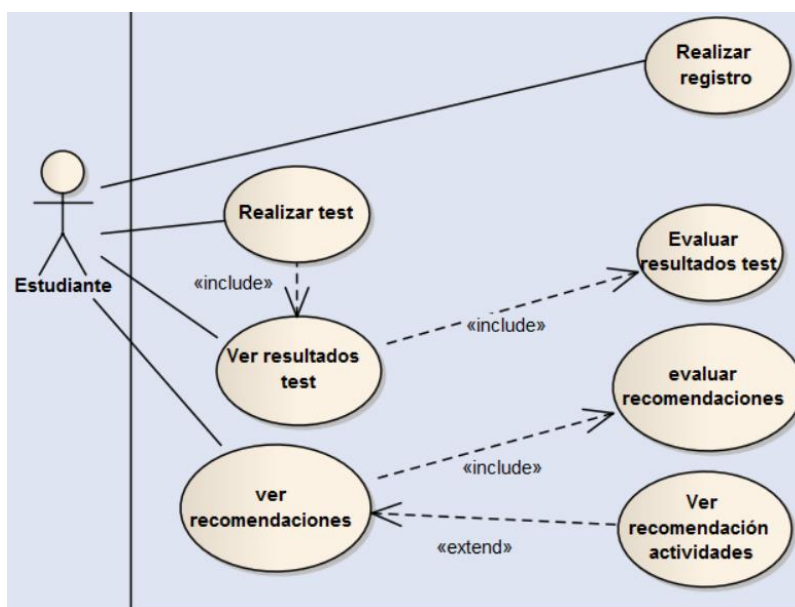 Realizar
registro
Realizar test
Estudiante
«include»
Evaluar
resultados test
Ver resultados
test
«include»
evaluar
recomendaciones
ver
recomendaciones
«include»
Ver
recomendación
actividades
«extend»